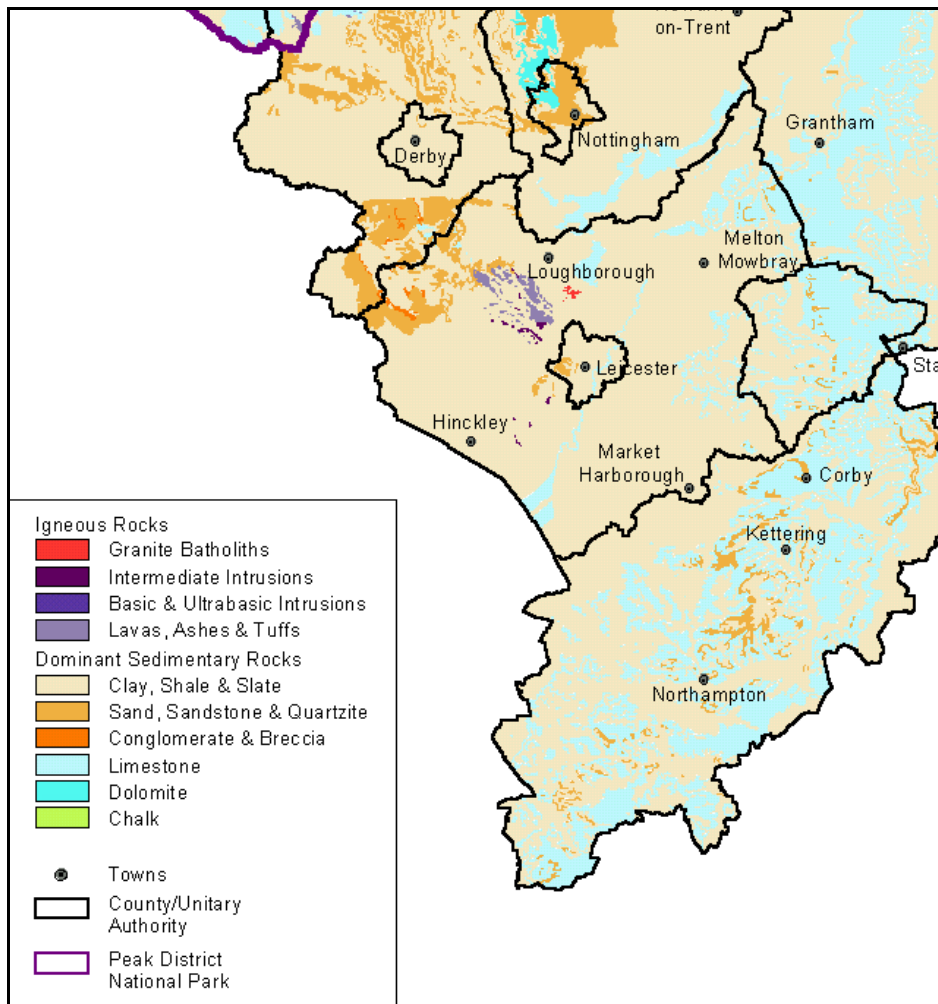 on-Trent
Grantham
Nottingham
Derby
Melton
Mowbray
Loughborough
Leicester
Sta
Hinckley
Market
Harborough
Corby
Kettering
Northampton
Igneous Rocks
Granite Batholiths
Intermediate Intrusions
Basic & Ultrabasic Intrusions
Lavas, Ashes & Tuffs
Dominant Sedimentary Rocks
Clay, Shale & Slate
Sand, Sandstone & Quartzite
Conglomerate & Breccia
Limestone
Dolomite
Chalk
Towns
County/Unitary
Authority
Peak District
National Park